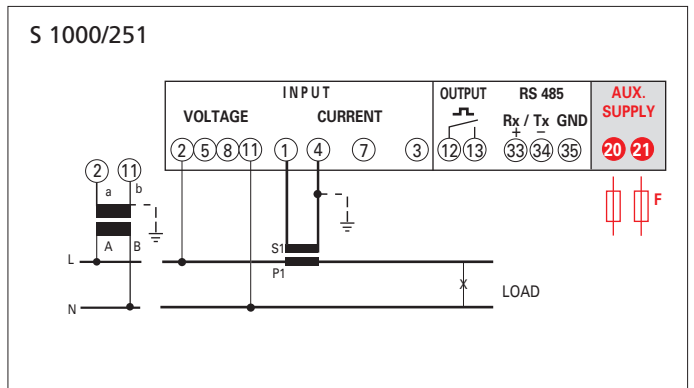 S 1000/251
INPUT
VOLTAGE CURRENT
OUTPUT
RS 485
Rx / Tx GND
+ −
AUX.
SUPPLY
2 5 8 11 1 4 7 3 12 13 33 34 35 20 21
2 11
a b
F
A B
S1
P1
L
N
X
LOAD